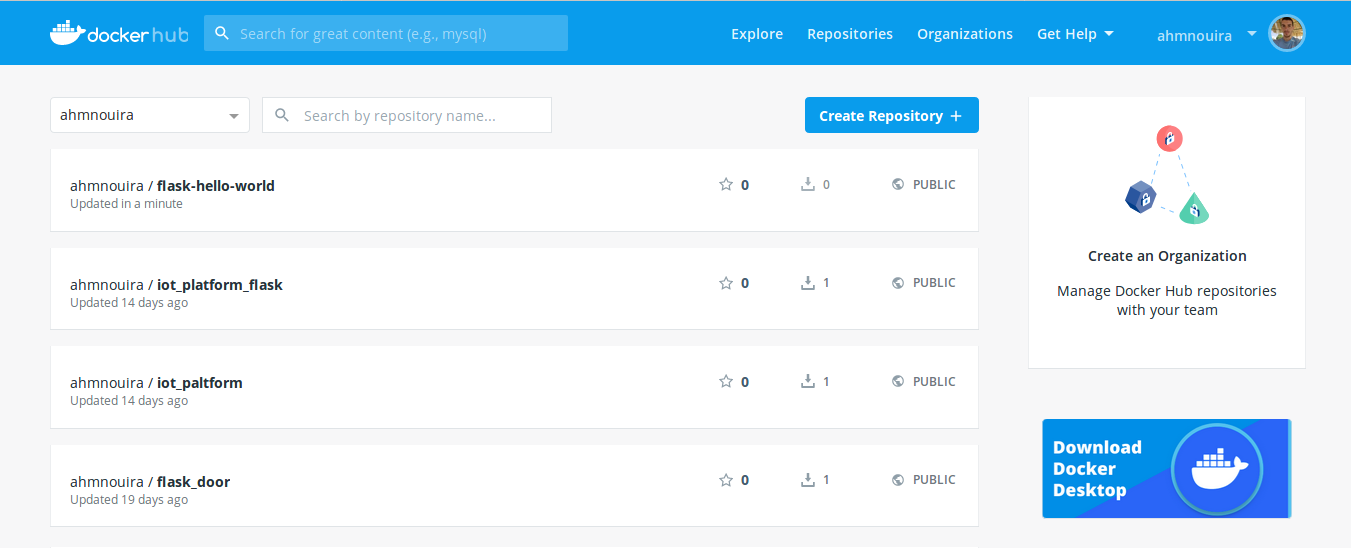 docker hub
Search for great content (e.g., mysql)
Explore
Repositories
Organizations
Get Help
ahmnouira
ahmnouira
Search by repository name...
Create Repository +
ahmnouira / flask-hello-world
Updated in a minute
0
0
PUBLIC
ahmnouira / iot_platform_flask
Updated 14 days ago
0
1
PUBLIC
ahmnouira / iot_paltform
Updated 14 days ago
0
1
PUBLIC
ahmnouira / flask_door
Updated 19 days ago
0
1
PUBLIC
Create an Organization
Manage Docker Hub repositories
with your team
Download
Docker
Desktop